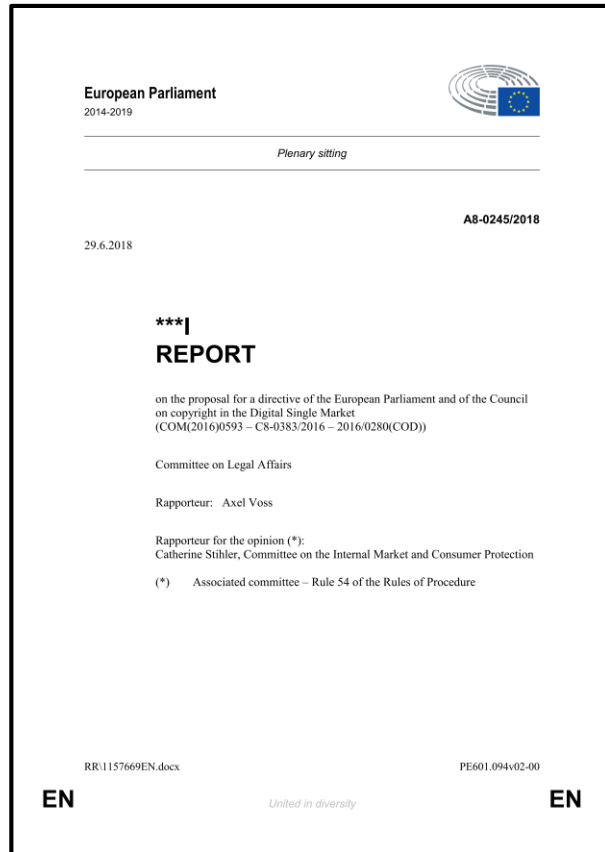 European Parliament
2014-2019
Plenary sitting
A8-0245/2018
29.6.2018
***I
REPORT
on the proposal for a directive of the European Parliament and of the Council
on copyright in the Digital Single Market
(COM(2016)0593 – C8-0383/2016 – 2016/0280(COD))
Committee on Legal Affairs
Rapporteur: Axel Voss
Rapporteur for the opinion (*):
Catherine Stihler, Committee on the Internal Market and Consumer Protection
(*) Associated committee – Rule 54 of the Rules of Procedure
RR\1157669EN.docx PE601.094v02-00
EN United in diversity EN